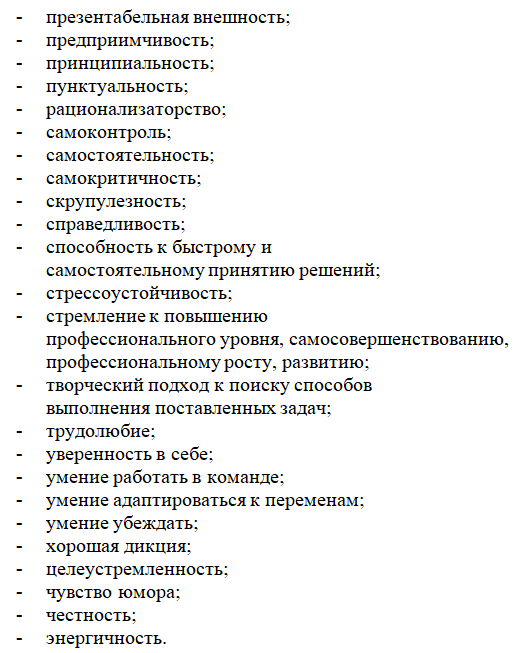 - презентабельная внешность;
- предприимчивость;
- принципиальность;
- пунктуальность;
- рационализаторство;
- самоконтроль;
- самостоятельность;
- самокритичность;
- скрупулезность;
- справедливость;
- способность к быстрому и
самостоятельному принятию решений;
- стрессоустойчивость;
- стремление к повышению
профессионального уровня, самосовершенствованию,
профессиональному росту, развитию;
- творческий подход к поиску способов
выполнения поставленных задач;
- трудолюбие;
- уверенность в себе;
- умение работать в команде;
- умение адаптироваться к переменам;
- умение убеждать;
- хорошая дикция;
- целеустремленность;
- чувство юмора;
- честность;
- энергичность.